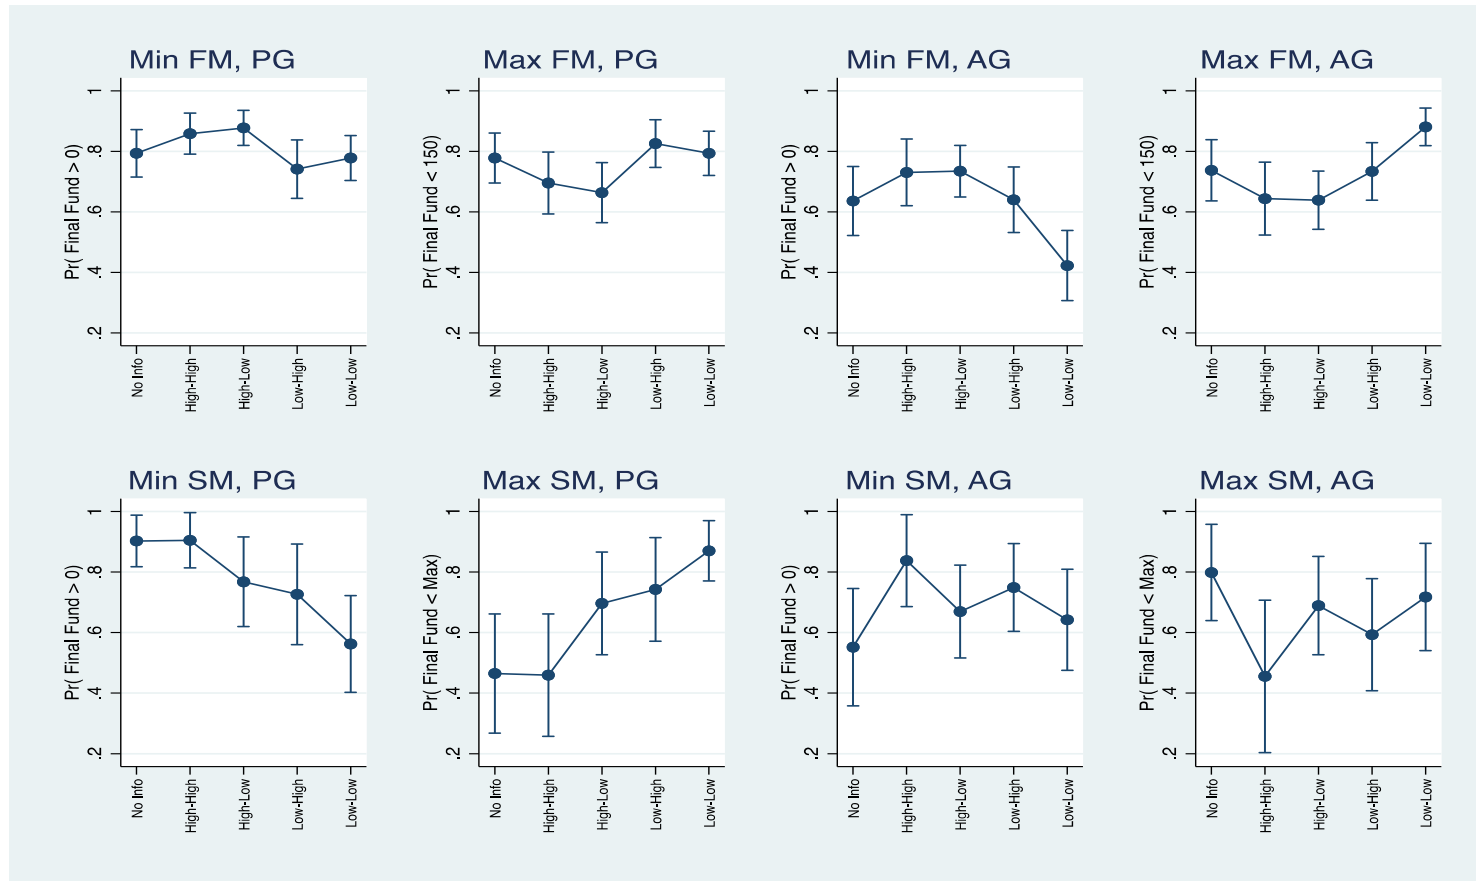 Min FM, PG
Pr( Final Fund > 0)
1
.8
.6
.4
.2
No Info
High-High
High-Low
Low-High
Low-Low
Max FM, PG
Pr( Final Fund < 150)
1
.8
.6
.4
.2
No Info
High-High
High-Low
Low-High
Low-Low
Min FM, AG
Pr( Final Fund > 0)
1
.8
.6
.4
.2
No Info
High-High
High-Low
Low-High
Low-Low
Max FM, AG
Pr( Final Fund < 150)
1
.8
.6
.4
.2
No Info
High-High
High-Low
Low-High
Low-Low
Min SM, PG
Pr( Final Fund > 0)
1
.8
.6
.4
.2
No Info
High-High
High-Low
Low-High
Low-Low
Max SM, PG
Pr( Final Fund < Max)
1
.8
.6
.4
.2
No Info
High-High
High-Low
Low-High
Low-Low
Min SM, AG
Pr( Final Fund > 0)
1
.8
.6
.4
.2
No Info
High-High
High-Low
Low-High
Low-Low
Max SM, AG
Pr( Final Fund < Max)
1
.8
.6
.4
.2
No Info
High-High
High-Low
Low-High
Low-Low